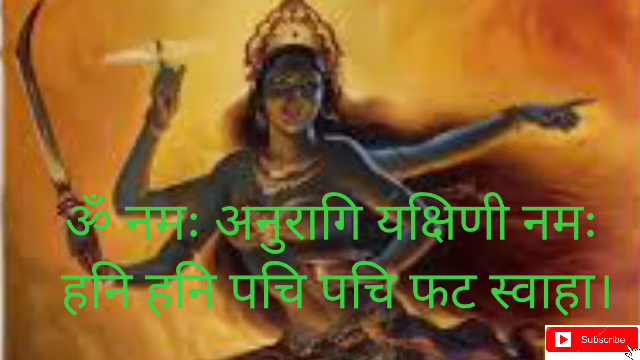 ॐ नमः अनुरागि यक्षिणी नमः
हनि हनि पचि पचि फट स्वाहा।
Subscribe